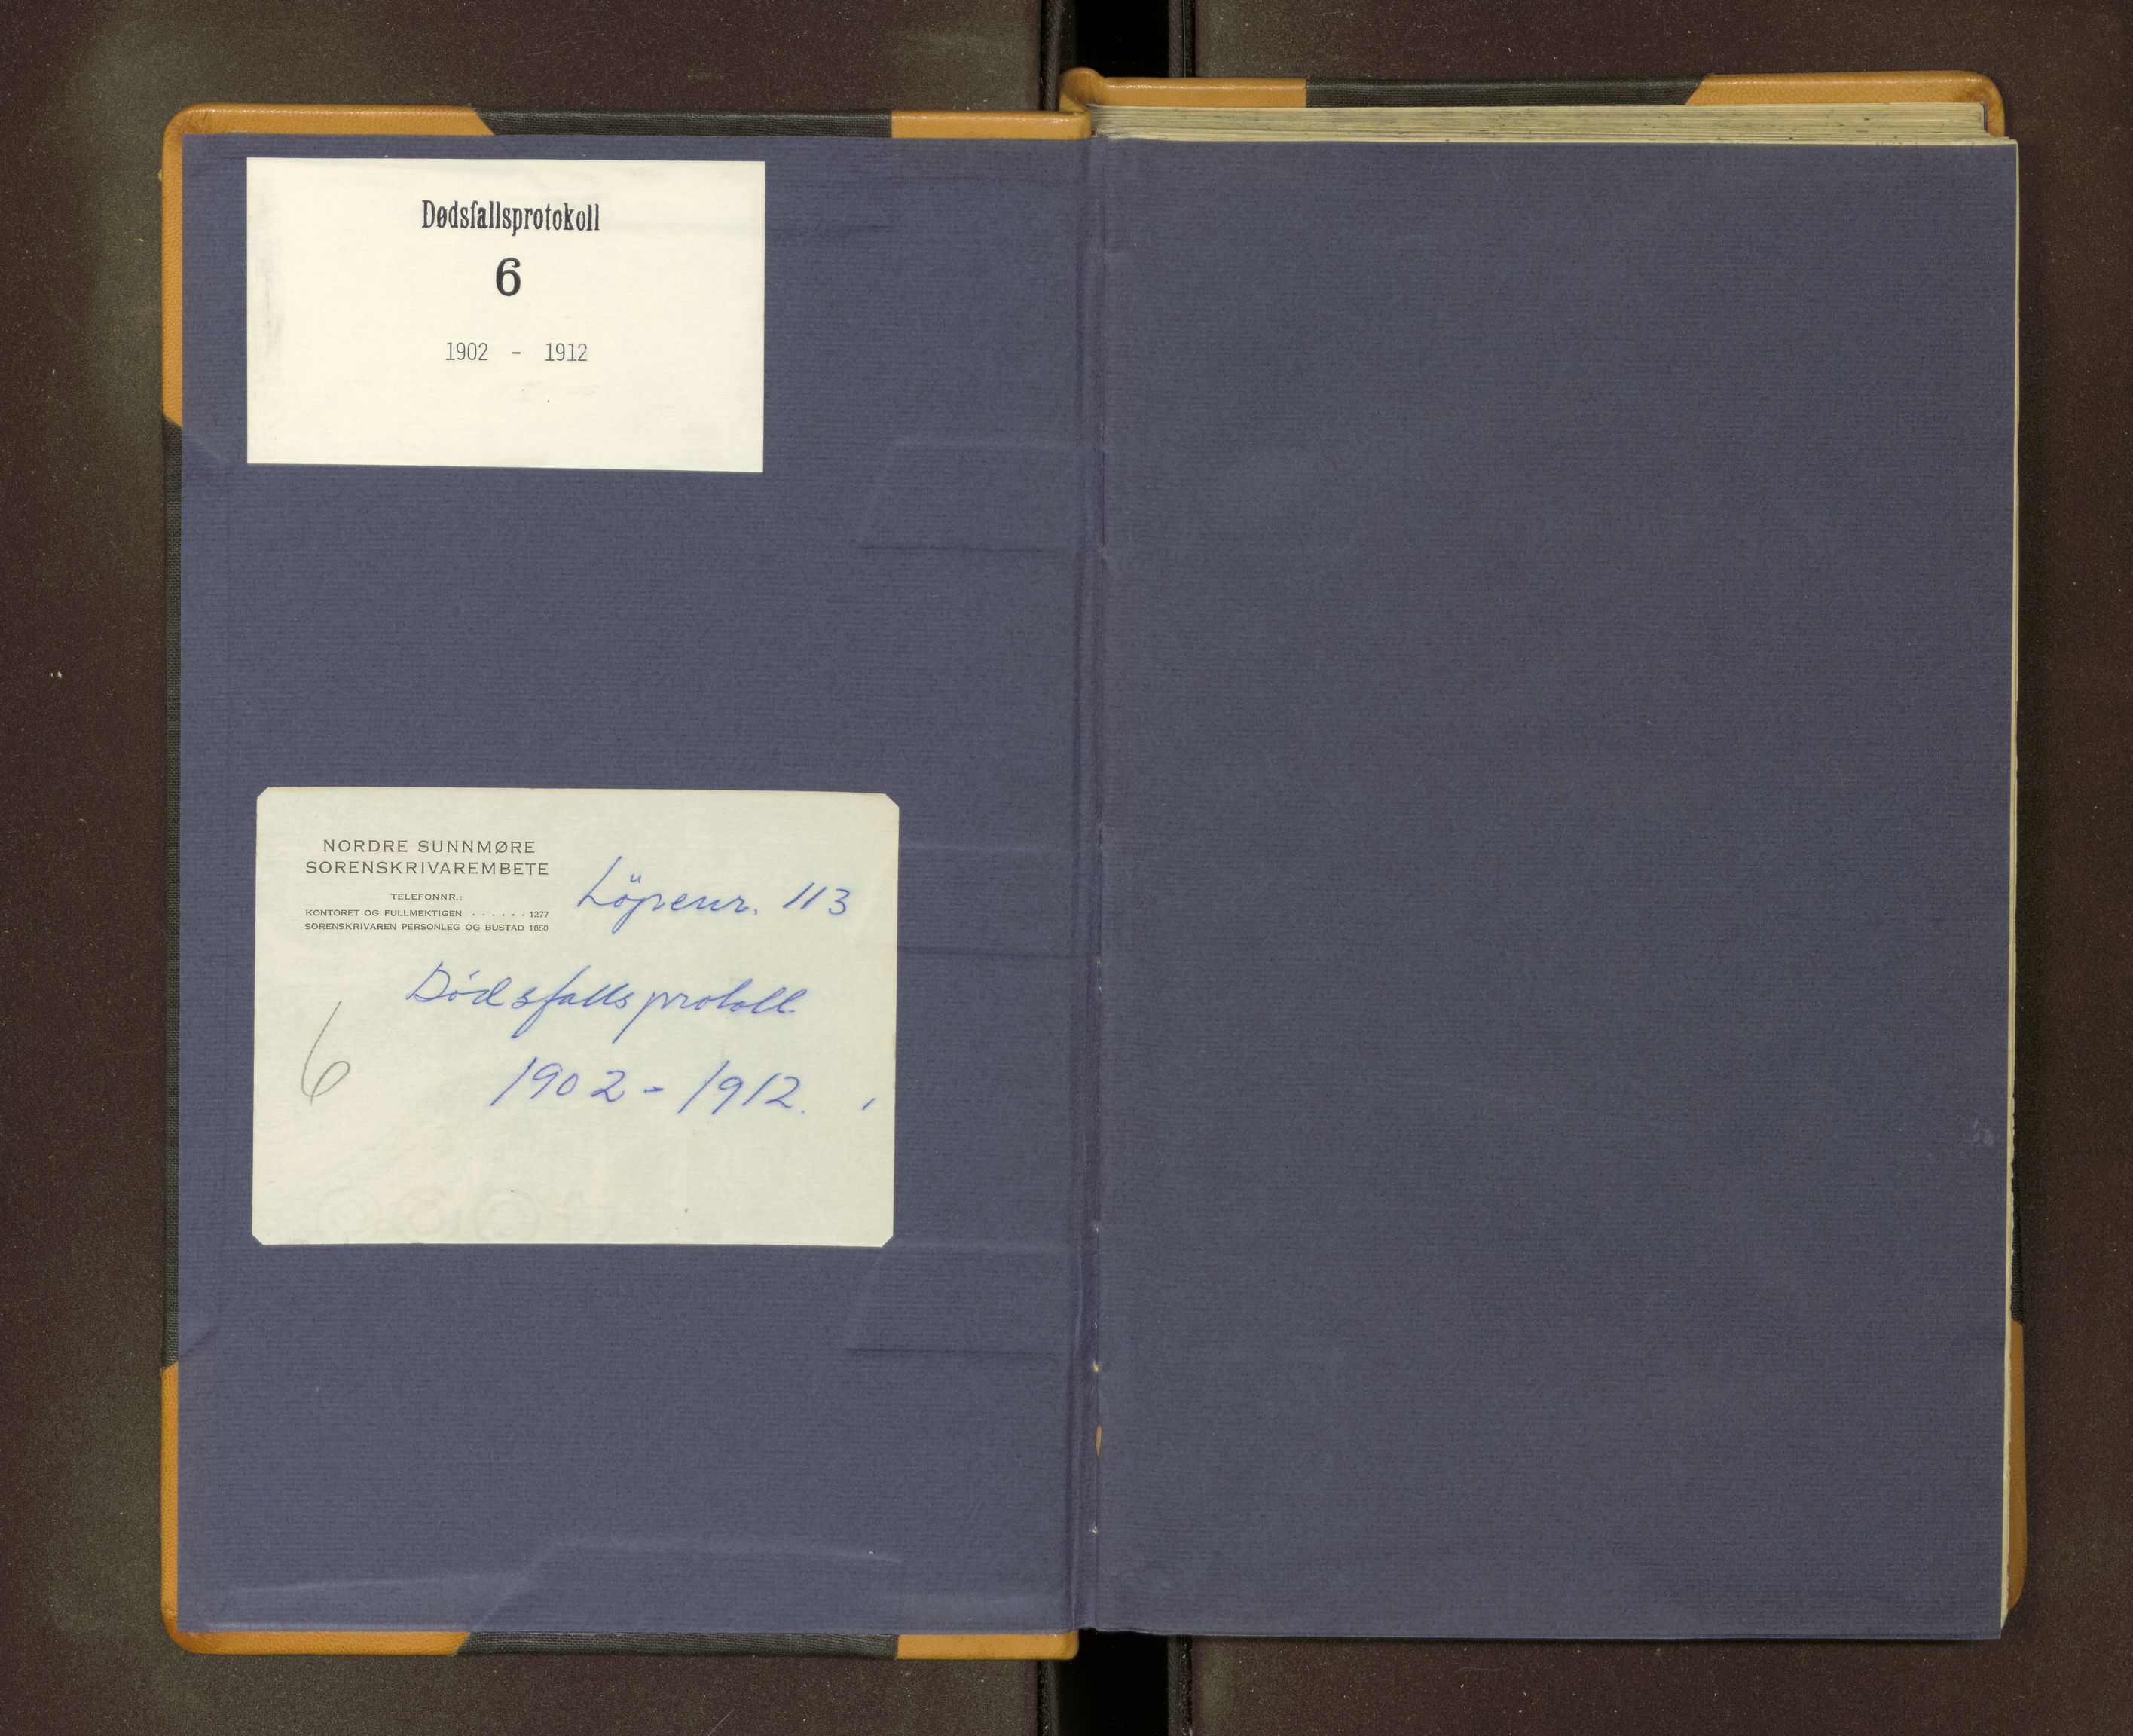 Dødsfallsprotokoll
6
1902 - 1912
NORDRE SUNNMØRE
SORENSKRIVAREMBETE
TELEFONNR.:
KONTORET OG FULLMEKTIGEN . . . . . . 1277
SORENSKRIVAREN PERSONLEG OG BUSTAD 1850
Löpenr. 113
Dödsfallsprotoll
6
1902 - 1912.